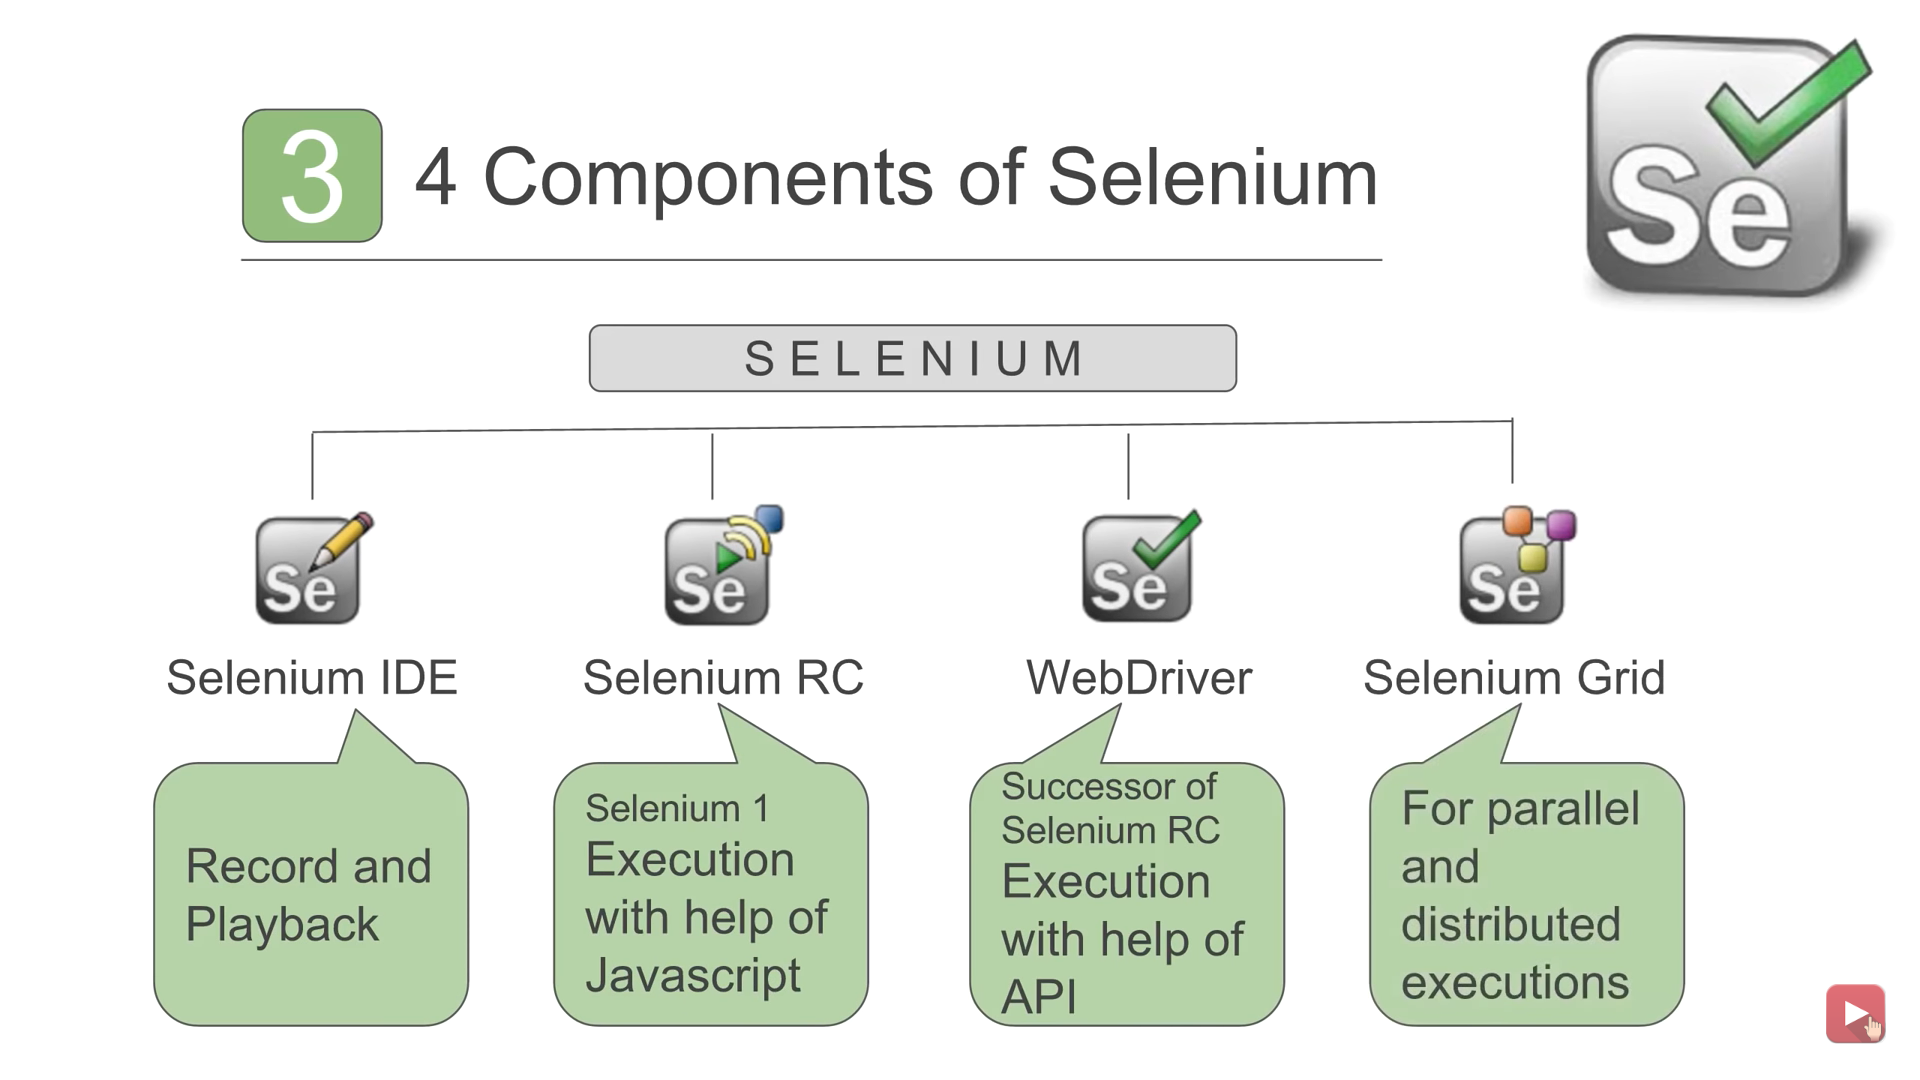 3
4 Components of Selenium
Se
SELENIUM
Se
Se
Se
Se
Selenium IDE
Selenium RC
WebDriver
Selenium Grid
Record and
Playback
Selenium 1
Execution
with help of
Javascript
Successor of
Selenium RC
Execution
with help of
API
For parallel
and
distributed
executions